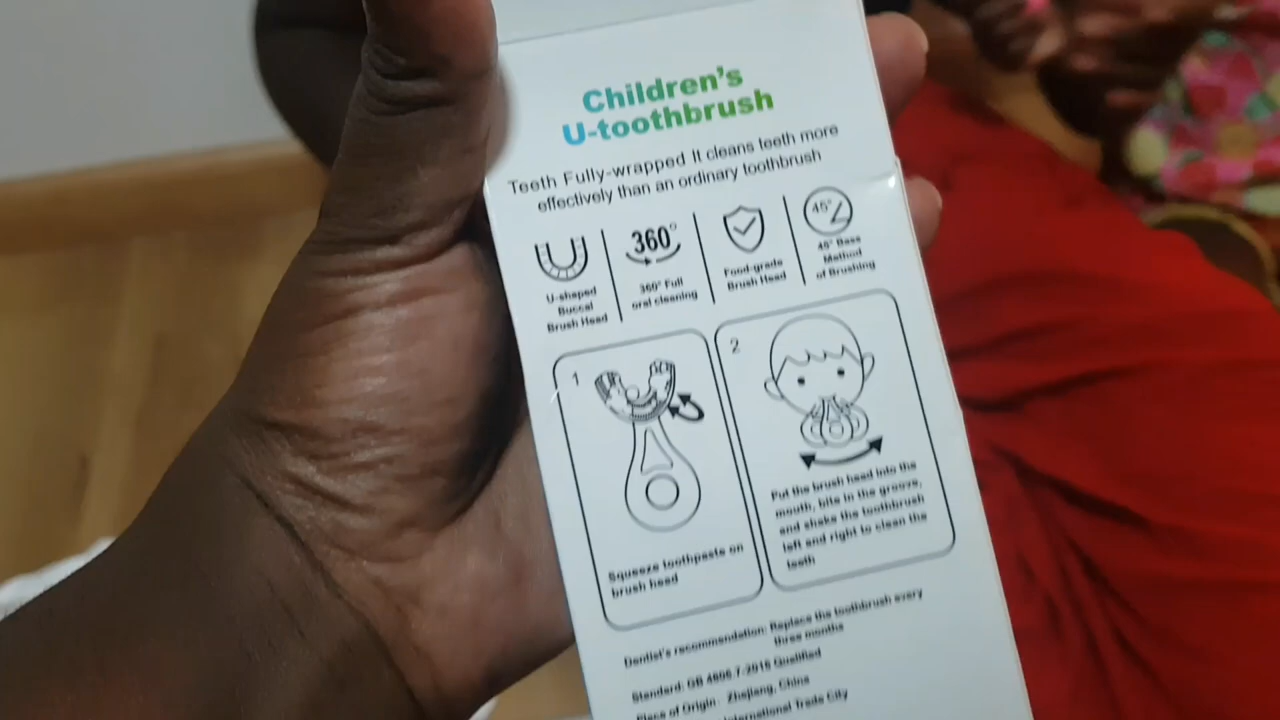 Children's
U-toothbrush
Teeth Fully-wrapped It cleans teeth more
effectively than an ordinary toothbrush
U-shaped
Buccal
Brush Head
360°
360° Full
oral cleaning
Food-grade
Brush Head
45°
45° Bass
Method
of Brushing
1
Squeeze toothpaste on
brush head
2
Put the brush head into the
mouth, bite in the groove,
and shake the toothbrush
left and right to clean the
teeth
Dentist's recommendation: Replace the toothbrush every
three months
Standard: GB 4806.7-2016 Qualified
Place of Origin: Zhejiang, China
International Trade City